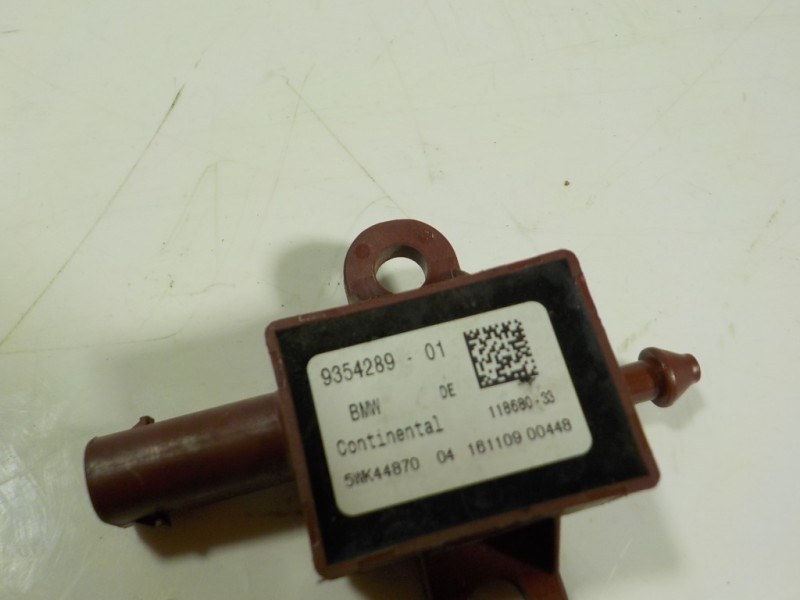 9354289 - 01
BMW DE 118680-33
Continental
5WK44870 04 161109 00448